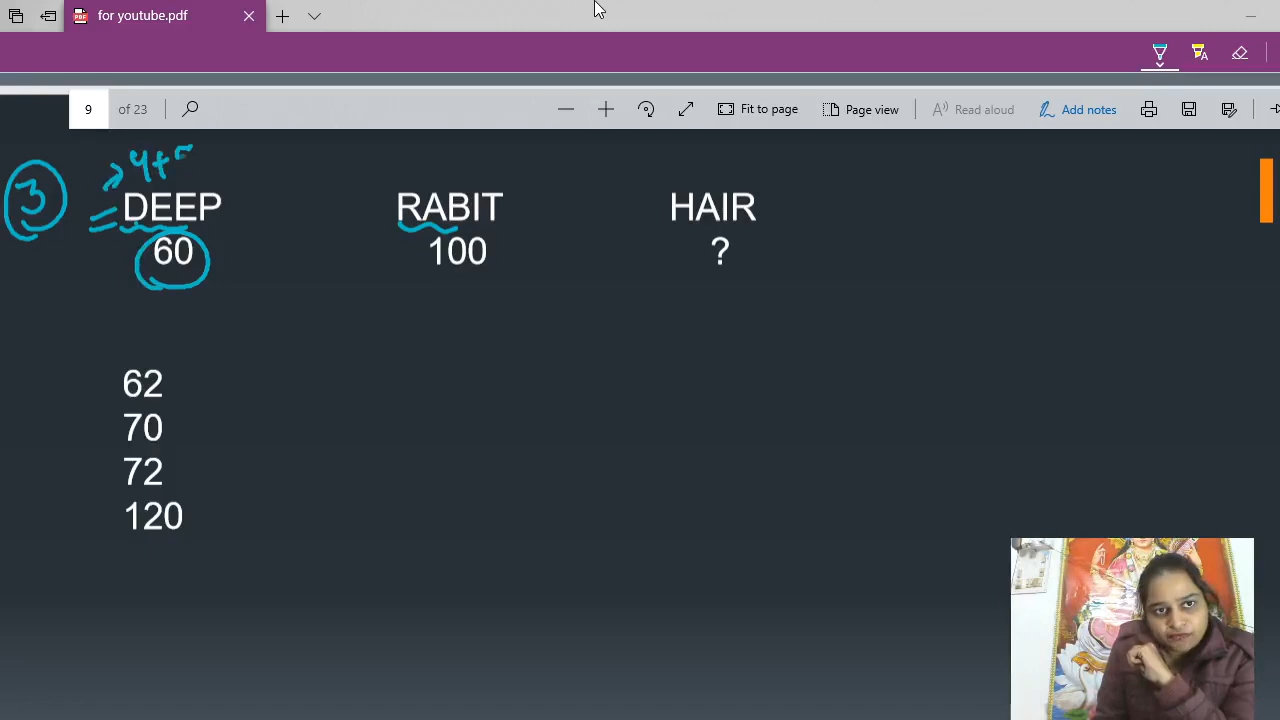 for youtube.pdf
9 of 23 Fit to page Page view Read aloud Add notes
3 4+5
DEEP RABIT HAIR
60 100 ?
62
70
72
120